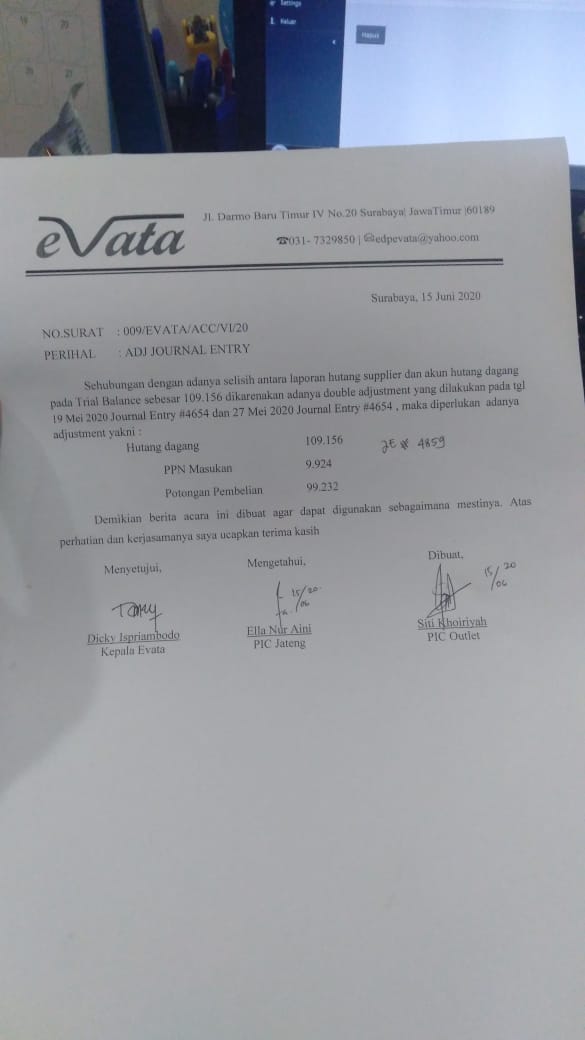 19 20
26 27
Settings
Keluar
Hapus
eVata
Jl. Darmo Baru Timur IV No.20 Surabaya| JawaTimur |60189
☎031- 7329850 | @edpevata@yahoo.com
Surabaya, 15 Juni 2020
NO.SURAT : 009/EVATA/ACC/VI/20
PERIHAL : ADJ JOURNAL ENTRY
Sehubungan dengan adanya selisih antara laporan hutang supplier dan akun hutang dagang
pada Trial Balance sebesar 109.156 dikarenakan adanya double adjustment yang dilakukan pada tgl
19 Mei 2020 Journal Entry #4654 dan 27 Mei 2020 Journal Entry #4654 , maka diperlukan adanya
adjustment yakni :
Hutang dagang 109.156 JE # 4859
PPN Masukan 9.924
Potongan Pembelian 99.232
Demikian berita acara ini dibuat agar dapat digunakan sebagaimana mestinya. Atas
perhatian dan kerjasamanya saya ucapkan terima kasih
Menyetujui, Mengetahui, Dibuat,
15/20 06 15/20 06
Dicky Ispriambodo Ella Nur Aini Siti Khoiriyah
Kepala Evata PIC Jateng PIC Outlet